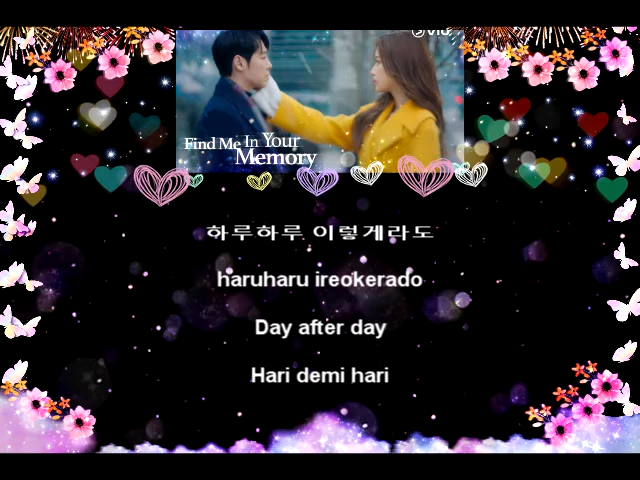 viu
Find Me In Your
Memory
하루하루 이렇게라도
haruharu ireokerado
Day after day
Hari demi hari